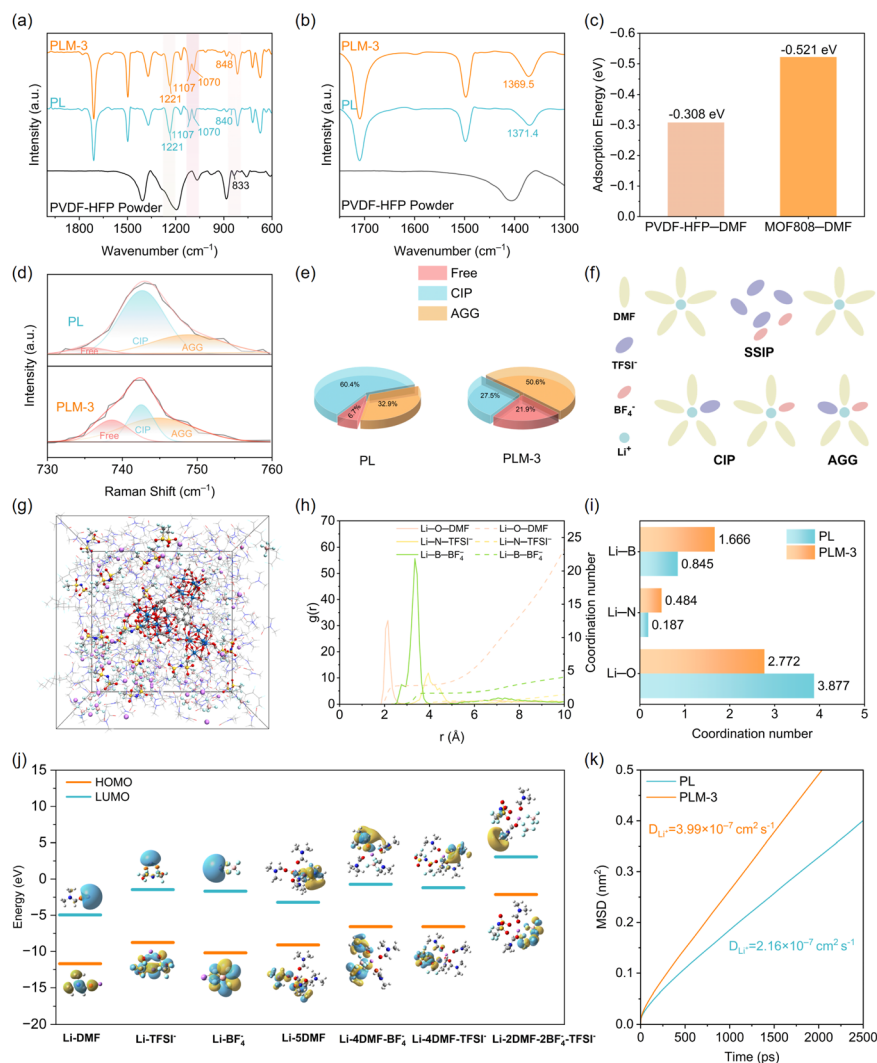 (a)
PLM-3
848
1107
1070
1221
PL
1107
840
1070
1221
833
PVDF-HFP Powder
Intensity (a.u.)
1800
1500
1200
900
600
Wavenumber (cm⁻¹)
(b)
PLM-3
1369.5
PL
1371.4
PVDF-HFP Powder
Intensity (a.u.)
1700
1600
1500
1400
1300
Wavenumber (cm⁻¹)
(c)
−0.6
−0.5
−0.4
−0.3
−0.2
−0.1
0.0
Adsorption Energy (eV)
-0.308 eV
-0.521 eV
PVDF-HFP—DMF
MOF808—DMF
(d)
PL
Free
CIP
AGG
PLM-3
Free
CIP
AGG
Intensity (a.u.)
730
740
750
760
Raman Shift (cm⁻¹)
(e)
Free
CIP
AGG
60.4%
6.7%
32.9%
PL
50.6%
27.5%
21.9%
PLM-3
(f)
DMF
TFSI⁻
BF₄⁻
Li⁺
SSIP
CIP
AGG
(g)
(h)
70
60
50
40
30
20
10
0
g(r)
Li—O—DMF
Li—N—TFSI⁻
Li—B—BF₄⁻
Li—O—DMF
Li—N—TFSI⁻
Li—B—BF₄⁻
25
20
15
10
5
0
Coordination number
0
2
4
6
8
10
r (Å)
(i)
PL
PLM-3
Li—B
1.666
0.845
Li—N
0.484
0.187
Li—O
2.772
3.877
0
1
2
3
4
5
Coordination number
(j)
HOMO
LUMO
15
10
5
0
−5
−10
−15
−20
Energy (eV)
Li-DMF
Li-TFSI⁻
Li-BF₄⁻
Li-5DMF
Li-4DMF-BF₄⁻
Li-4DMF-TFSI⁻
Li-2DMF-2BF₄⁻-TFSI⁻
(k)
PL
PLM-3
D_Li⁺=3.99×10⁻⁷ cm² s⁻¹
D_Li⁺=2.16×10⁻⁷ cm² s⁻¹
0.5
0.4
0.3
0.2
0.1
0.0
MSD (nm²)
0
500
1000
1500
2000
2500
Time (ps)